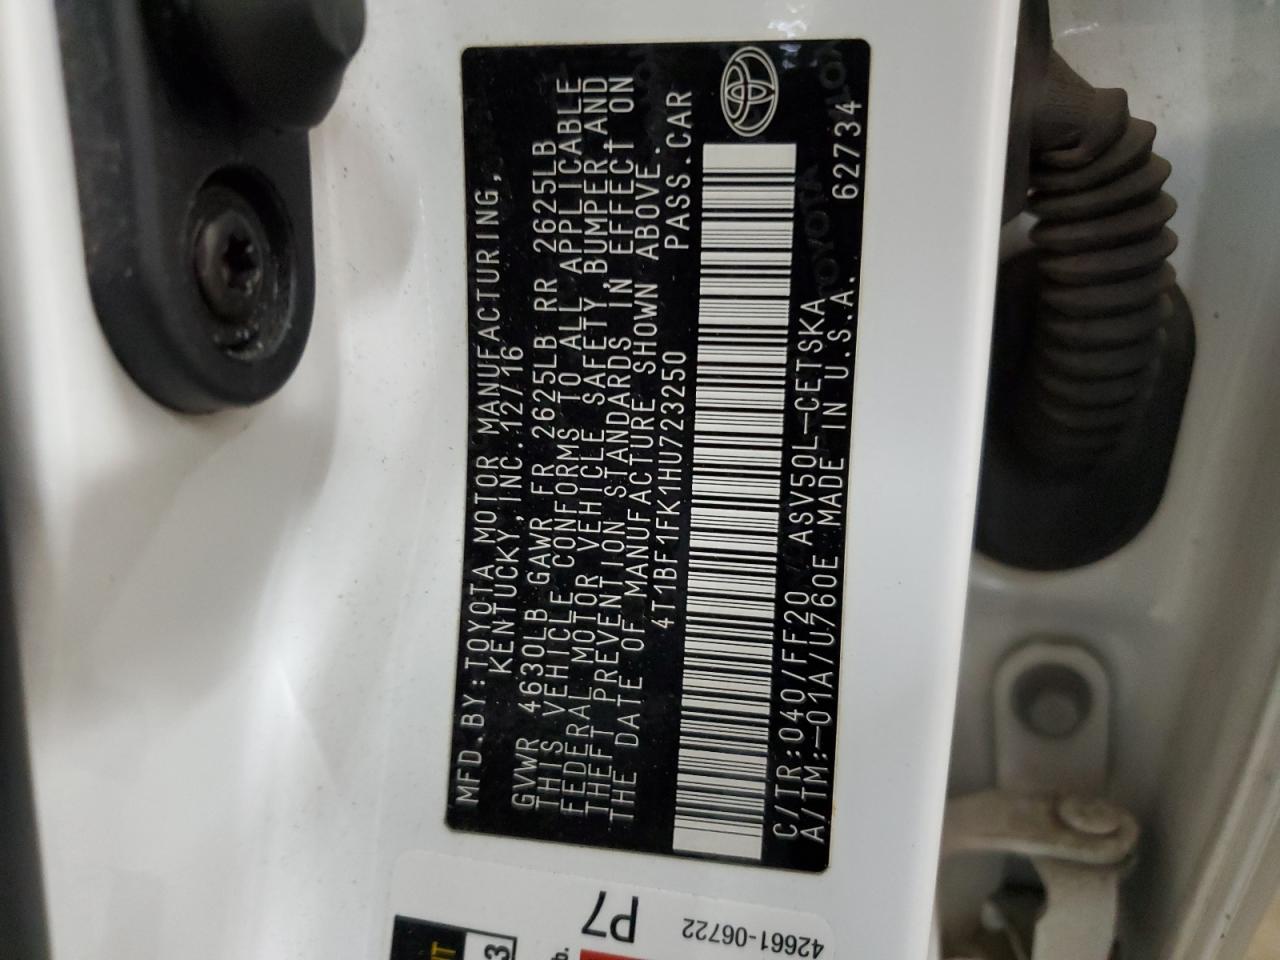 MFD.BY:TOYOTA MOTOR MANUFACTURING,
KENTUCKY,INC.12/16
GVWR 4630LB GAWR FR 2625LB RR 2625LB
THIS VEHICLE CONFORMS TO ALL APPLICABLE
FEDERAL MOTOR VEHICLE SAFETY,BUMPER,AND
THEFT PREVENTION STANDARDS IN EFFECT ON
THE DATE OF MANUFACTURE SHOWN ABOVE.
4T1BF1FK1HU723250 PASS.CAR
C/TR:040/FF20 ASV50L-CETSKA
A/TM:-01A/U760E MADE IN U.S.A. 62734
P7
42661-06722